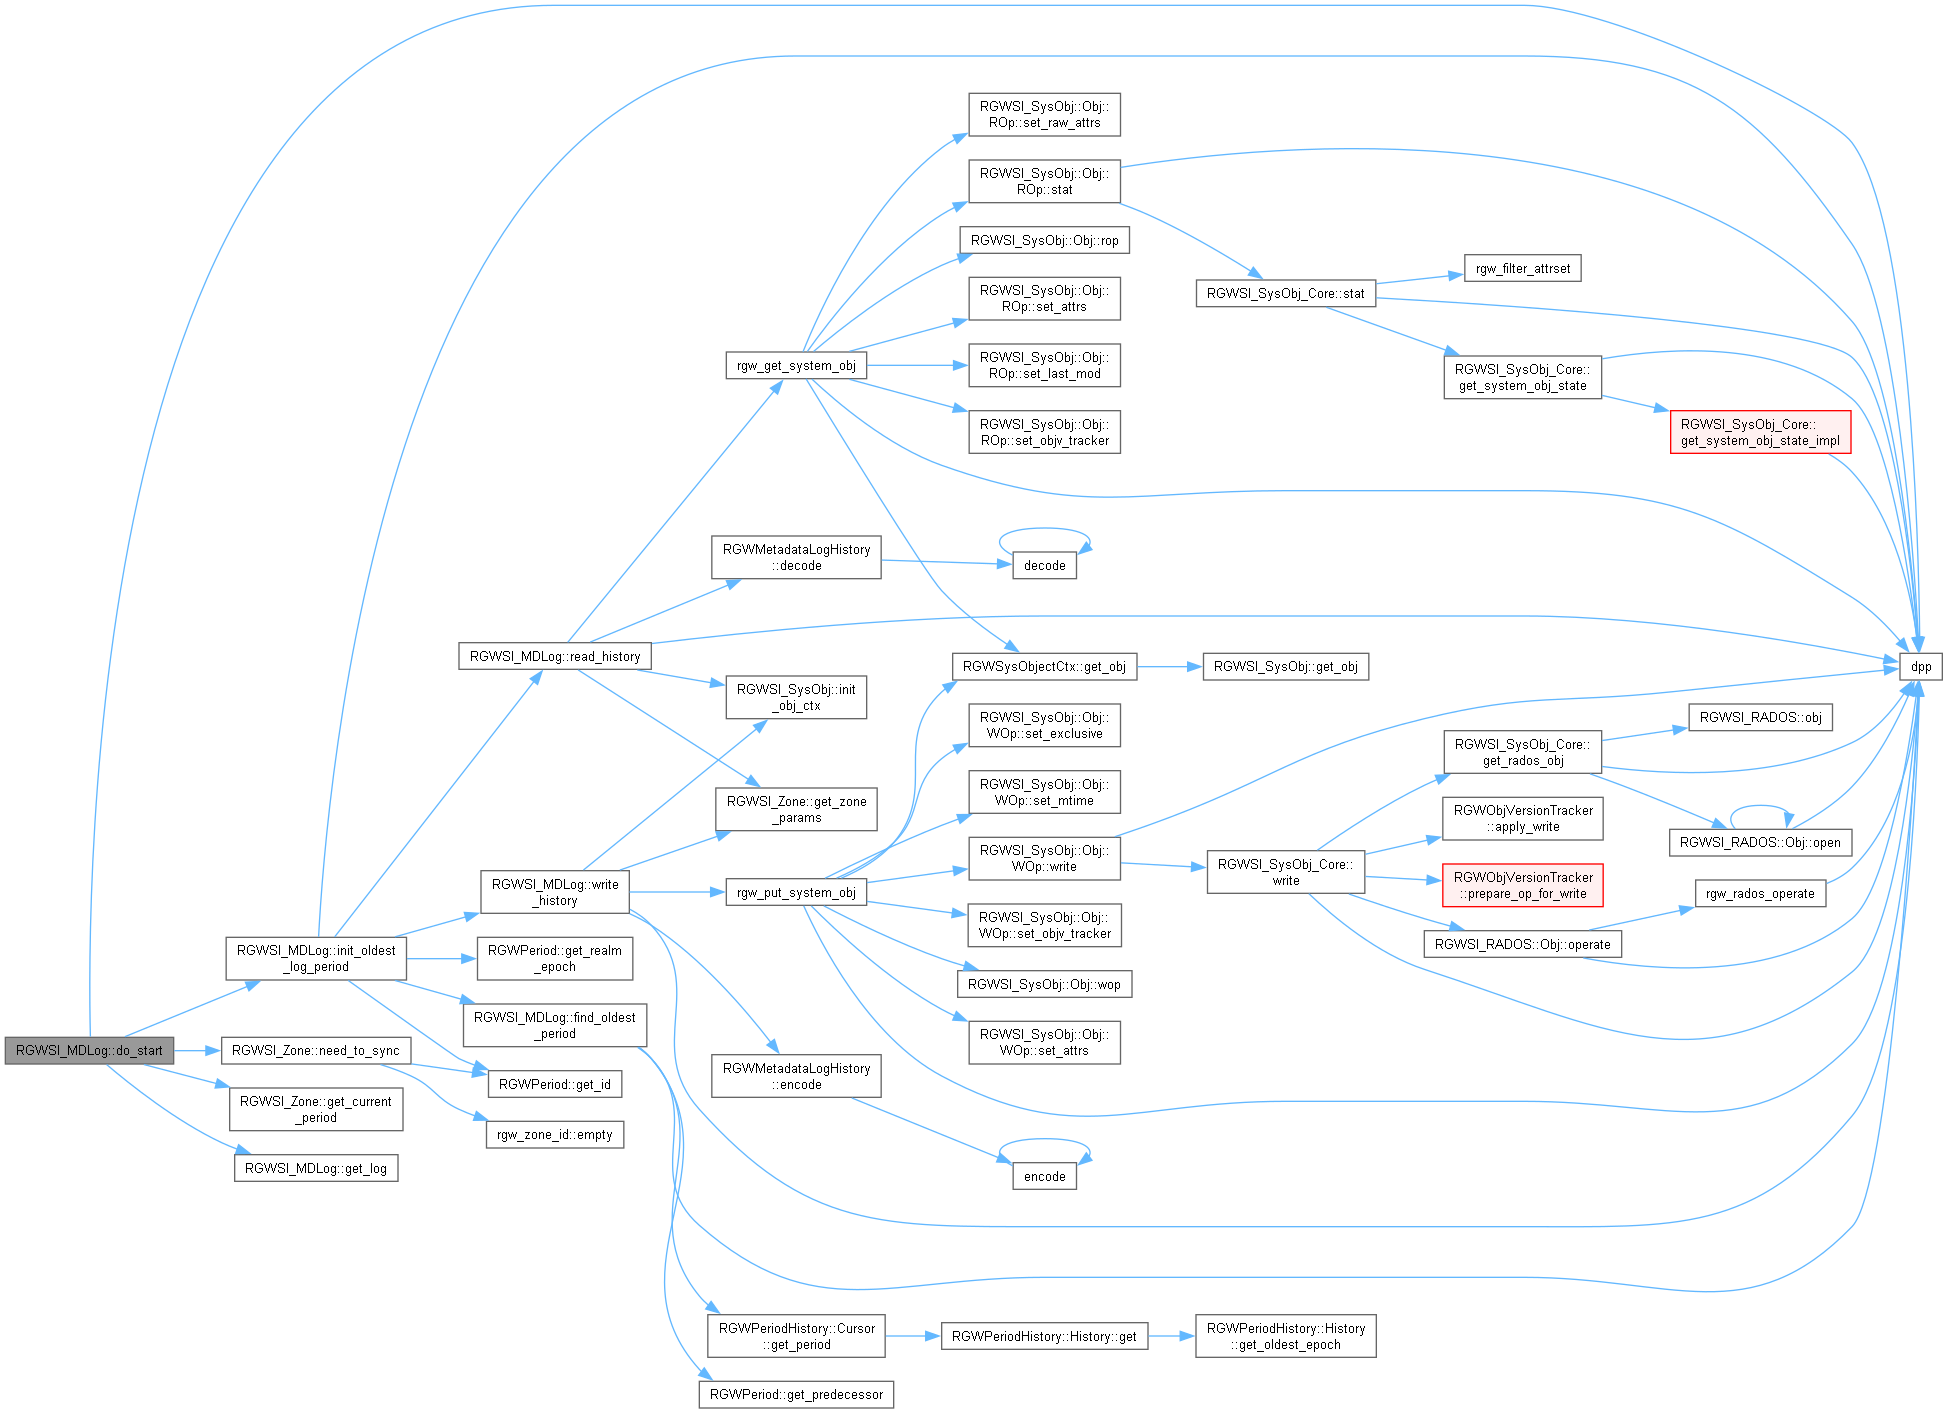 RGWSI_MDLog::do_start
RGWSI_MDLog::init_oldest
_log_period
RGWSI_Zone::need_to_sync
RGWSI_Zone::get_current
_period
RGWSI_MDLog::get_log
RGWSI_MDLog::read_history
RGWSI_MDLog::write
_history
RGWPeriod::get_realm
_epoch
RGWSI_MDLog::find_oldest
_period
RGWPeriod::get_id
rgw_zone_id::empty
rgw_get_system_obj
RGWMetadataLogHistory
::decode
RGWSI_SysObj::init
_obj_ctx
RGWSI_Zone::get_zone
_params
rgw_put_system_obj
RGWMetadataLogHistory
::encode
RGWPeriodHistory::Cursor
::get_period
RGWPeriod::get_predecessor
RGWSI_SysObj::Obj::
ROp::set_raw_attrs
RGWSI_SysObj::Obj::
ROp::stat
RGWSI_SysObj::Obj::rop
RGWSI_SysObj::Obj::
ROp::set_attrs
RGWSI_SysObj::Obj::
ROp::set_last_mod
RGWSI_SysObj::Obj::
ROp::set_objv_tracker
decode
RGWSysObjectCtx::get_obj
RGWSI_SysObj::Obj::
WOp::set_exclusive
RGWSI_SysObj::Obj::
WOp::set_mtime
RGWSI_SysObj::Obj::
WOp::write
RGWSI_SysObj::Obj::
WOp::set_objv_tracker
RGWSI_SysObj::Obj::wop
RGWSI_SysObj::Obj::
WOp::set_attrs
encode
RGWPeriodHistory::History::get
RGWSI_SysObj_Core::stat
RGWSI_SysObj::get_obj
RGWSI_SysObj_Core::
write
RGWPeriodHistory::History
::get_oldest_epoch
rgw_filter_attrset
RGWSI_SysObj_Core::
get_system_obj_state
RGWSI_SysObj_Core::
get_rados_obj
RGWObjVersionTracker
::apply_write
RGWObjVersionTracker
::prepare_op_for_write
RGWSI_RADOS::Obj::operate
RGWSI_SysObj_Core::
get_system_obj_state_impl
RGWSI_RADOS::obj
RGWSI_RADOS::Obj::open
rgw_rados_operate
dpp